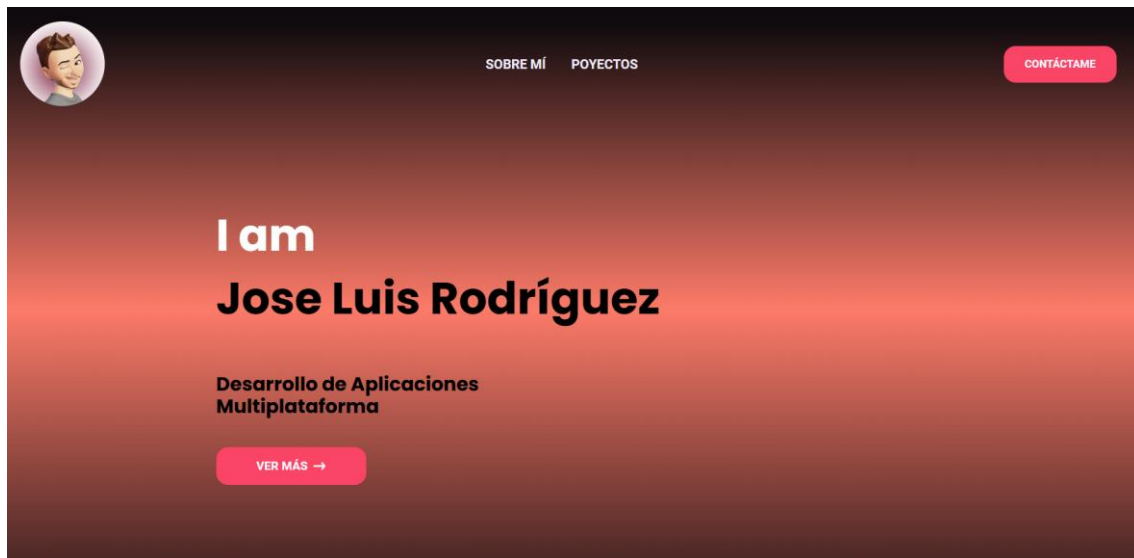 SOBRE MÍ POYECTOS CONTÁCTAME
I am
Jose Luis Rodríguez
Desarrollo de Aplicaciones
Multiplataforma
VER MÁS →